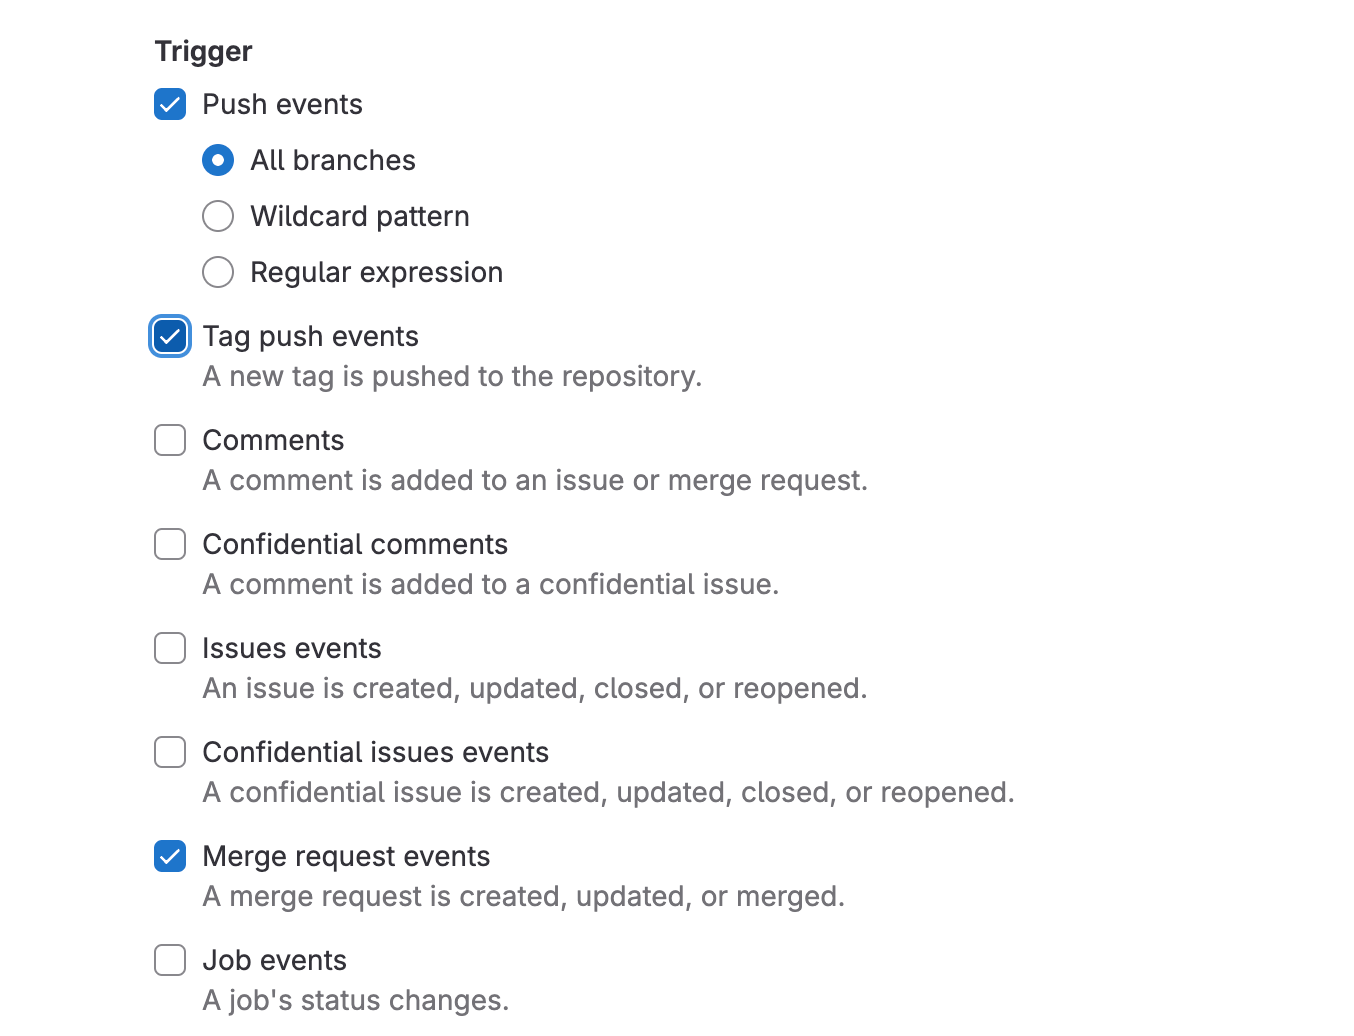 Trigger
Push events
All branches
Wildcard pattern
Regular expression
Tag push events
A new tag is pushed to the repository.
Comments
A comment is added to an issue or merge request.
Confidential comments
A comment is added to a confidential issue.
Issues events
An issue is created, updated, closed, or reopened.
Confidential issues events
A confidential issue is created, updated, closed, or reopened.
Merge request events
A merge request is created, updated, or merged.
Job events
A job's status changes.